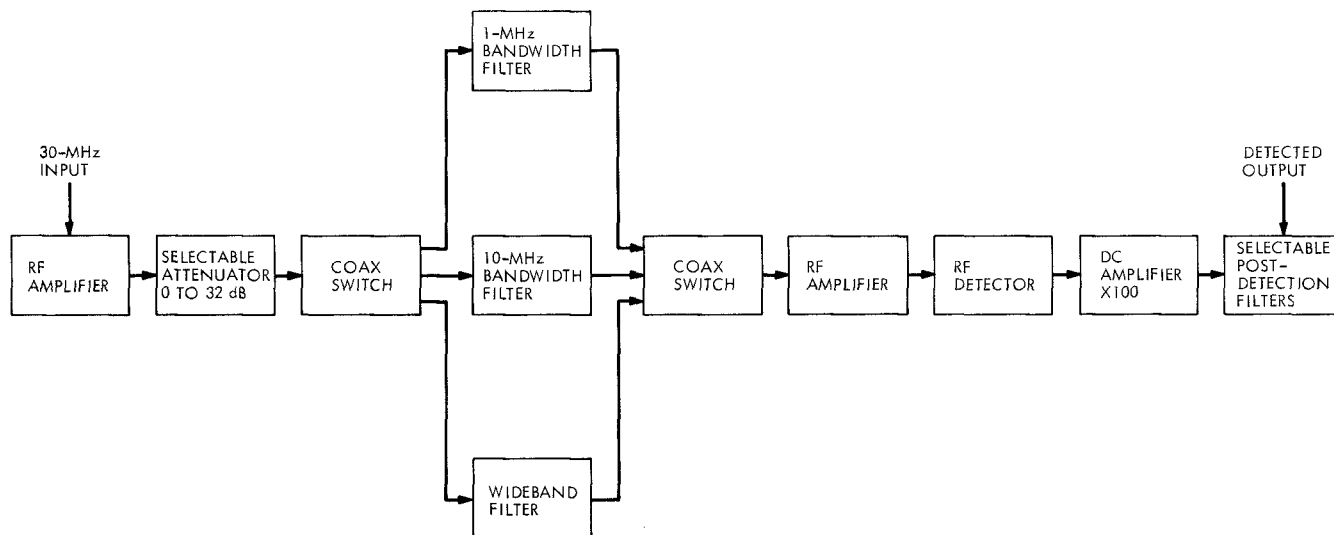 1-MHz
BANDWIDTH
FILTER
30-MHz
INPUT
DETECTED
OUTPUT
RF
AMPLIFIER
SELECTABLE
ATTENUATOR
0 TO 32 dB
COAX
SWITCH
10-MHz
BANDWIDTH
FILTER
COAX
SWITCH
RF
AMPLIFIER
RF
DETECTOR
DC
AMPLIFIER
X100
SELECTABLE
POST-
DETECTION
FILTERS
WIDEBAND
FILTER